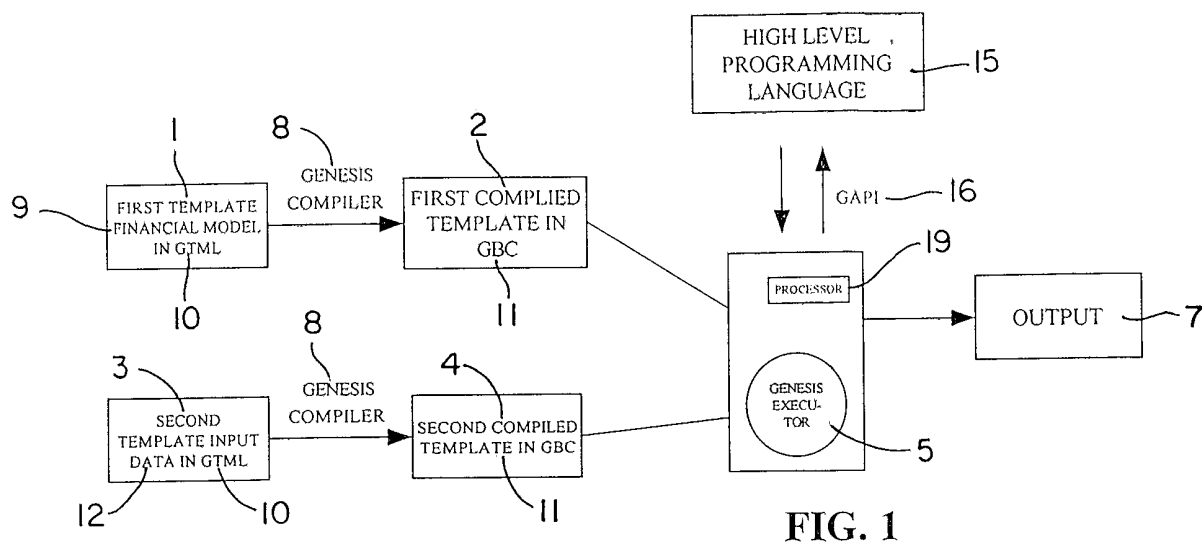 HIGH LEVEL
PROGRAMMING
LANGUAGE
15
1
8
GENESIS
COMPILER
2
9
FIRST TEMPLATE
FINANCIAL MODEL
IN GTML
10
FIRST COMPLIED
TEMPLATE IN
GBC
11
GAPI
16
PROCESSOR
19
OUTPUT
7
3
8
GENESIS
COMPILER
4
SECOND
TEMPLATE INPUT
DATA IN GTML
12
10
SECOND COMPILED
TEMPLATE IN GBC
11
GENESIS
EXECU-
TOR
5
FIG. 1